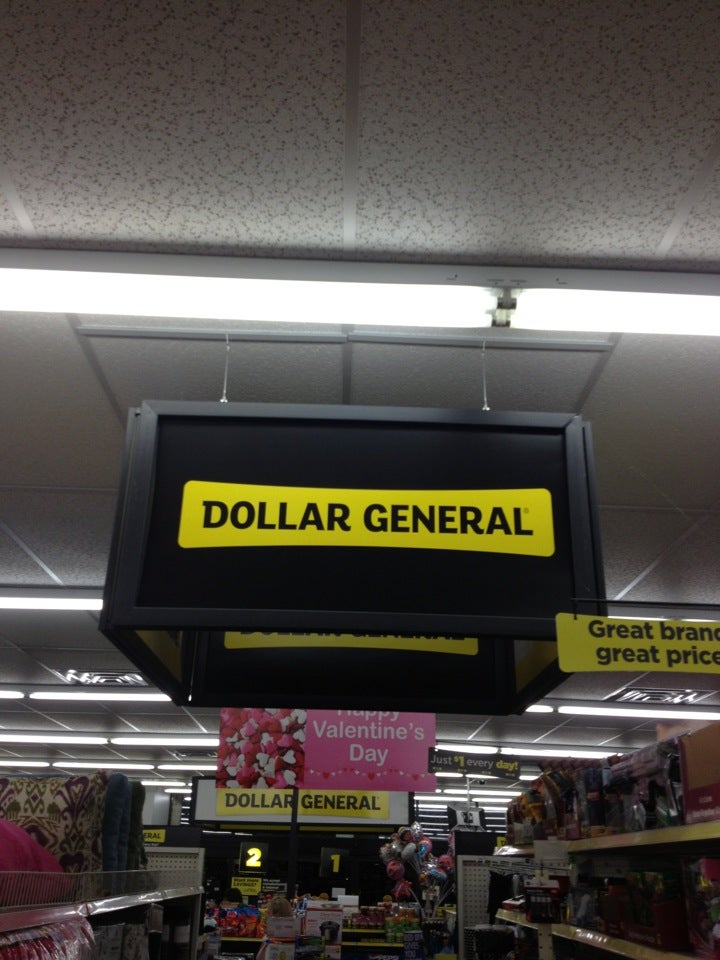 DOLLAR GENERAL
Great brand
great price
Happy
Valentine's
Day
Just $1 every day!
DOLLAR GENERAL
2
1